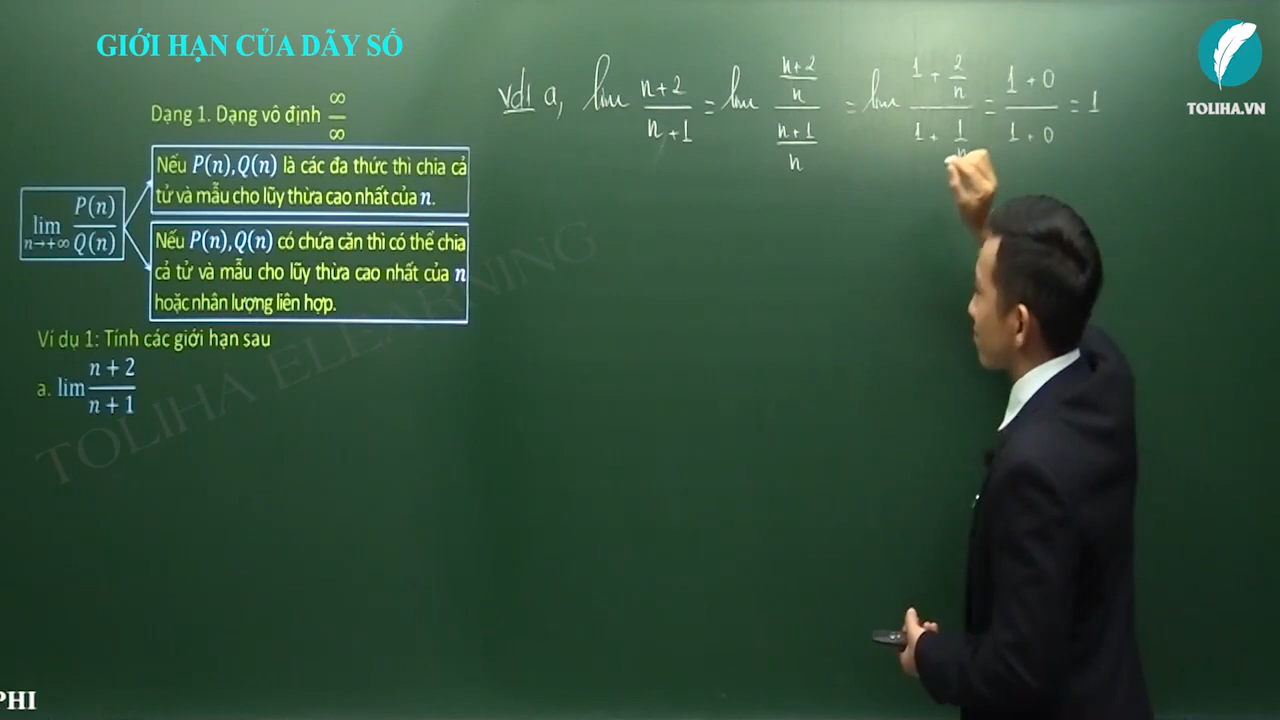 GIỚI HẠN CỦA DÃY SỐ
TOLIHA.VN
Dạng 1. Dạng vô định ∞/∞
lim n→+∞ P(n)/Q(n)
Nếu P(n),Q(n) là các đa thức thì chia cả
tử và mẫu cho lũy thừa cao nhất của n.
Nếu P(n),Q(n) có chứa căn thì có thể chia
cả tử và mẫu cho lũy thừa cao nhất của n
hoặc nhân lượng liên hợp.
Ví dụ 1: Tính các giới hạn sau
a. lim (n + 2)/(n + 1)
TOLIHA ELEARNING
Vd1 a, lim (n+2)/(n+1) = lim ((n+2)/n)/((n+1)/n) = lim (1 + 2/n)/(1 + 1/n) = (1 + 0)/(1 + 0) = 1
PHI